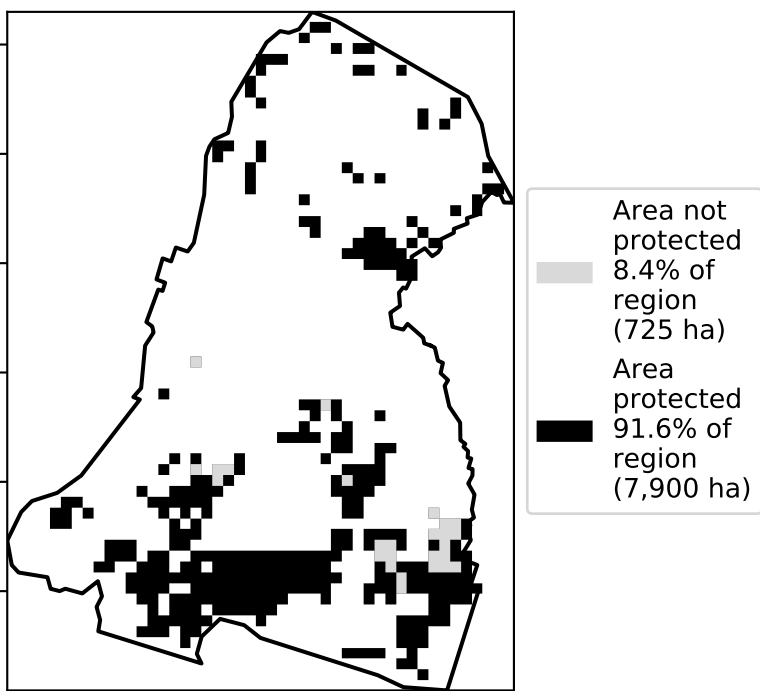 Area not
protected
8.4% of
region
(725 ha)
Area
protected
91.6% of
region
(7,900 ha)